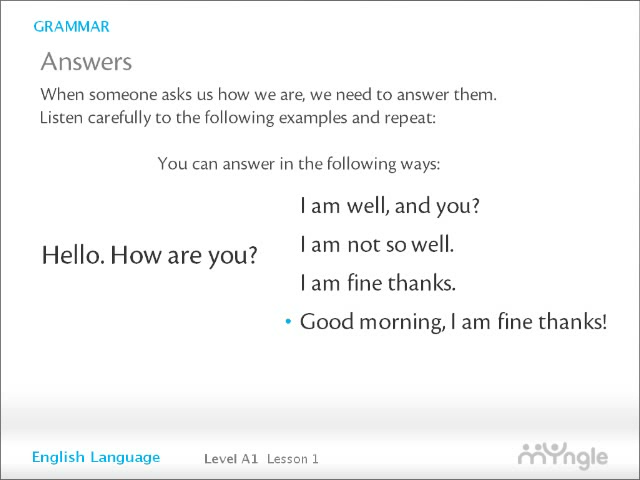 GRAMMAR
Answers
When someone asks us how we are, we need to answer them.
Listen carefully to the following examples and repeat:
You can answer in the following ways:
I am well, and you?
I am not so well.
Hello. How are you?
I am fine thanks.
• Good morning, I am fine thanks!
English Language Level A1 Lesson 1
myngle